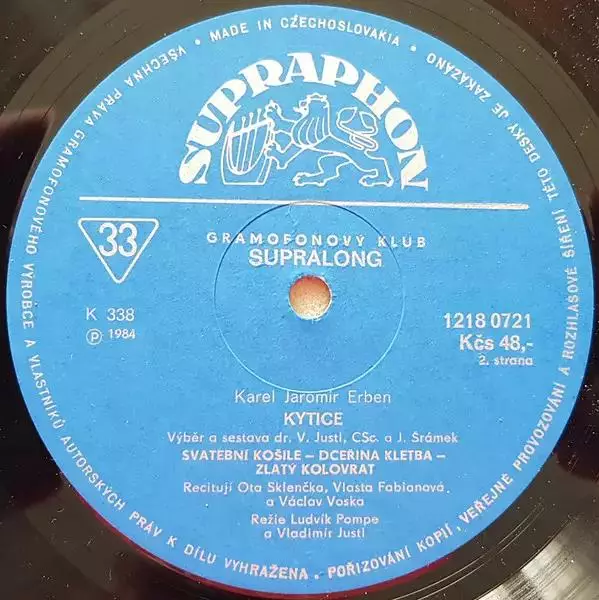 MADE IN CZECHOSLOVAKIA • VŠECHNA PRÁVA GRAMOFONOVÉHO VÝROBCE A VLASTNÍKŮ AUTORSKÝCH PRÁV K DÍLU VYHRAŽENA • POŘIZOVÁNÍ KOPIÍ, VEŘEJNÉ PROVOZOVÁNÍ A ROZHLASOVÉ ŠÍŘENÍ TÉTO DESKY JE ZAKÁZÁNO •
SUPRAPHON
33
GRAMOFONOVÝ KLUB
SUPRALONG
K 338
1218 0721
Ⓟ 1984
Kčs 48,-
2. strana
Karel Jaromír Erben
KYTICE
Výběr a sestava dr. V. Justl, CSc. a J. Šrámek
SVATEBNÍ KOŠILE – DCEŘINA KLETBA –
ZLATÝ KOLOVRAT
Recitují Ota Sklenčka, Vlasta Fabianová
a Václav Voska
Režie Ludvík Pompe
a Vladimír Justl